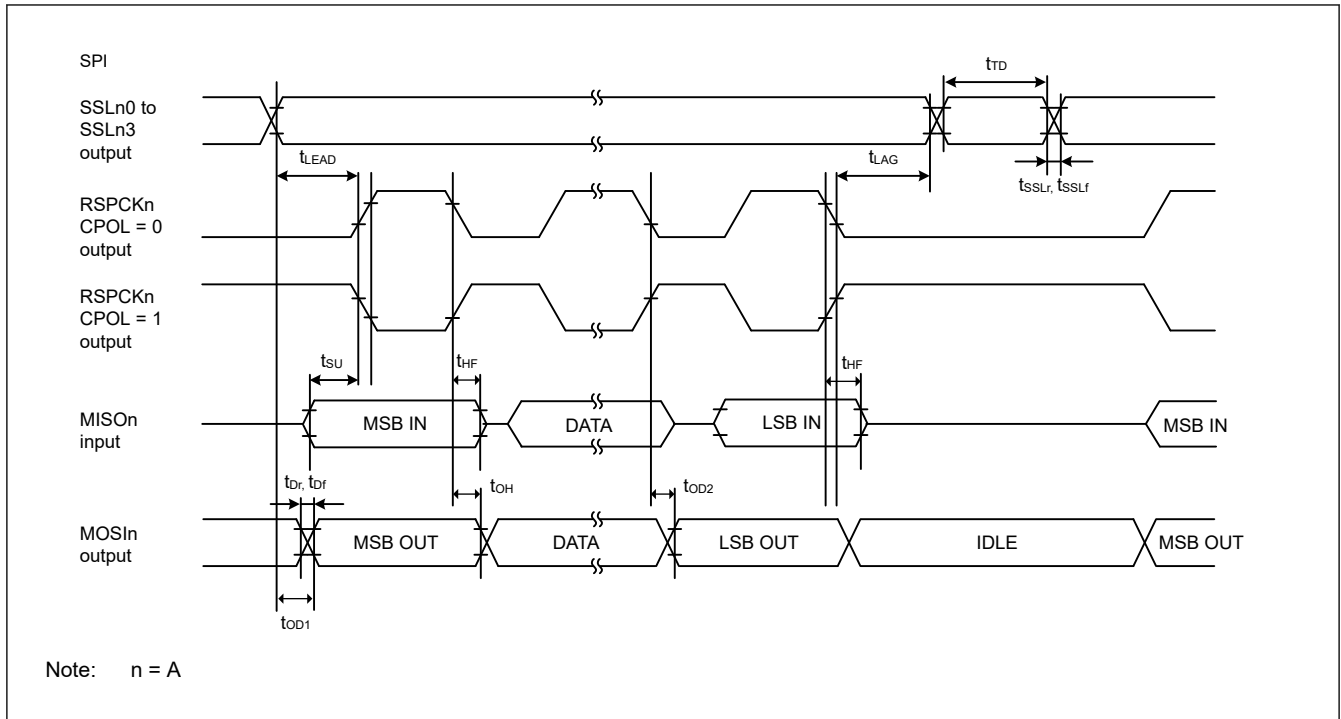 SPI
tTD
SSLn0 to
SSLn3
output
tLEAD
tLAG
tSSLr, tSSLf
RSPCKn
CPOL = 0
output
RSPCKn
CPOL = 1
output
tSU
tHF
tHF
MISOn
input
MSB IN
DATA
LSB IN
MSB IN
tDr, tDf
tOH
tOD2
MOSIn
output
MSB OUT
DATA
LSB OUT
IDLE
MSB OUT
tOD1
Note: n = A